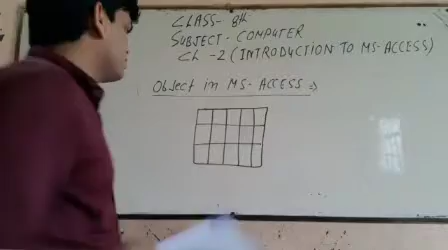 CLASS- 8th
SUBJECT- COMPUTER
Ch -2 (INTRODUCTION TO MS-ACCESS)
Object in MS-ACCESS ⇒